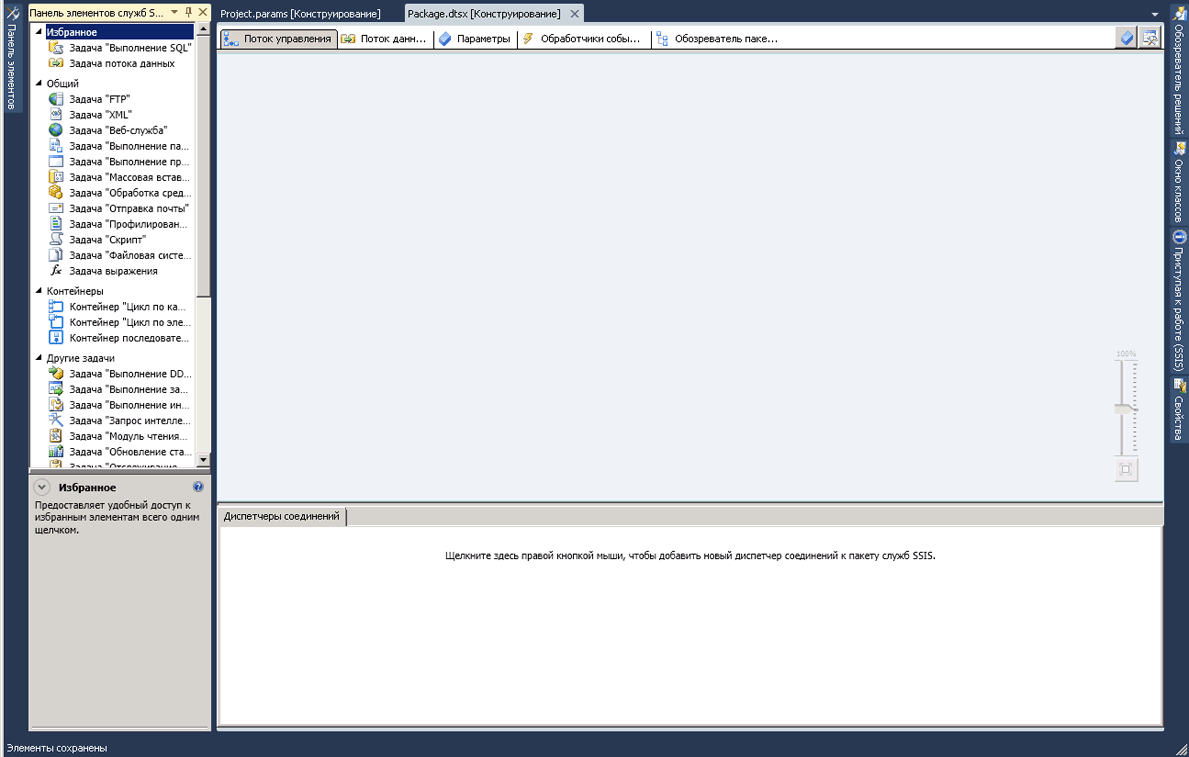 Панель элементов служб S...
Project.params [Конструирование]
Package.dtsx [Конструирование]
Панель элементов
Избранное
Задача "Выполнение SQL"
Задача потока данных
Общий
Задача "FTP"
Задача "XML"
Задача "Веб-служба"
Задача "Выполнение па...
Задача "Выполнение пр...
Задача "Массовая встав...
Задача "Обработка сред...
Задача "Отправка почты"
Задача "Профилирован...
Задача "Скрипт"
Задача "Файловая систе...
Задача выражения
Контейнеры
Контейнер "Цикл по ка...
Контейнер "Цикл по эле...
Контейнер последовате...
Другие задачи
Задача "Выполнение DD...
Задача "Выполнение за...
Задача "Выполнение ин...
Задача "Запрос интелле...
Задача "Модуль чтения...
Задача "Обновление ста...
Задача "Отслеживание...
Избранное
Предоставляет удобный доступ к
избранным элементам всего одним
щелчком.
Поток управления
Поток данн...
Параметры
Обработчики собы...
Обозреватель паке...
100%
Диспетчеры соединений
Щелкните здесь правой кнопкой мыши, чтобы добавить новый диспетчер соединений к пакету служб SSIS.
Обозреватель решений
Окно классов
Приступая к работе (SSIS)
Свойства
Элементы сохранены